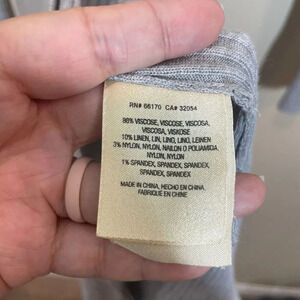 RN# 66170 CA# 32054
86% VISCOSE, VISCOSE, VISCOSA,
VISCOSA, VISKOSE
10% LINEN, LIN, LINO, LINO, LEINEN
3% NYLON, NYLON, NAILON O POLIAMIDA,
NYLON, NYLON
1% SPANDEX, SPANDEX, SPANDEX,
SPANDEX, SPANDEX
MADE IN CHINA, HECHO EN CHINA,
FABRIQUE EN CHINE